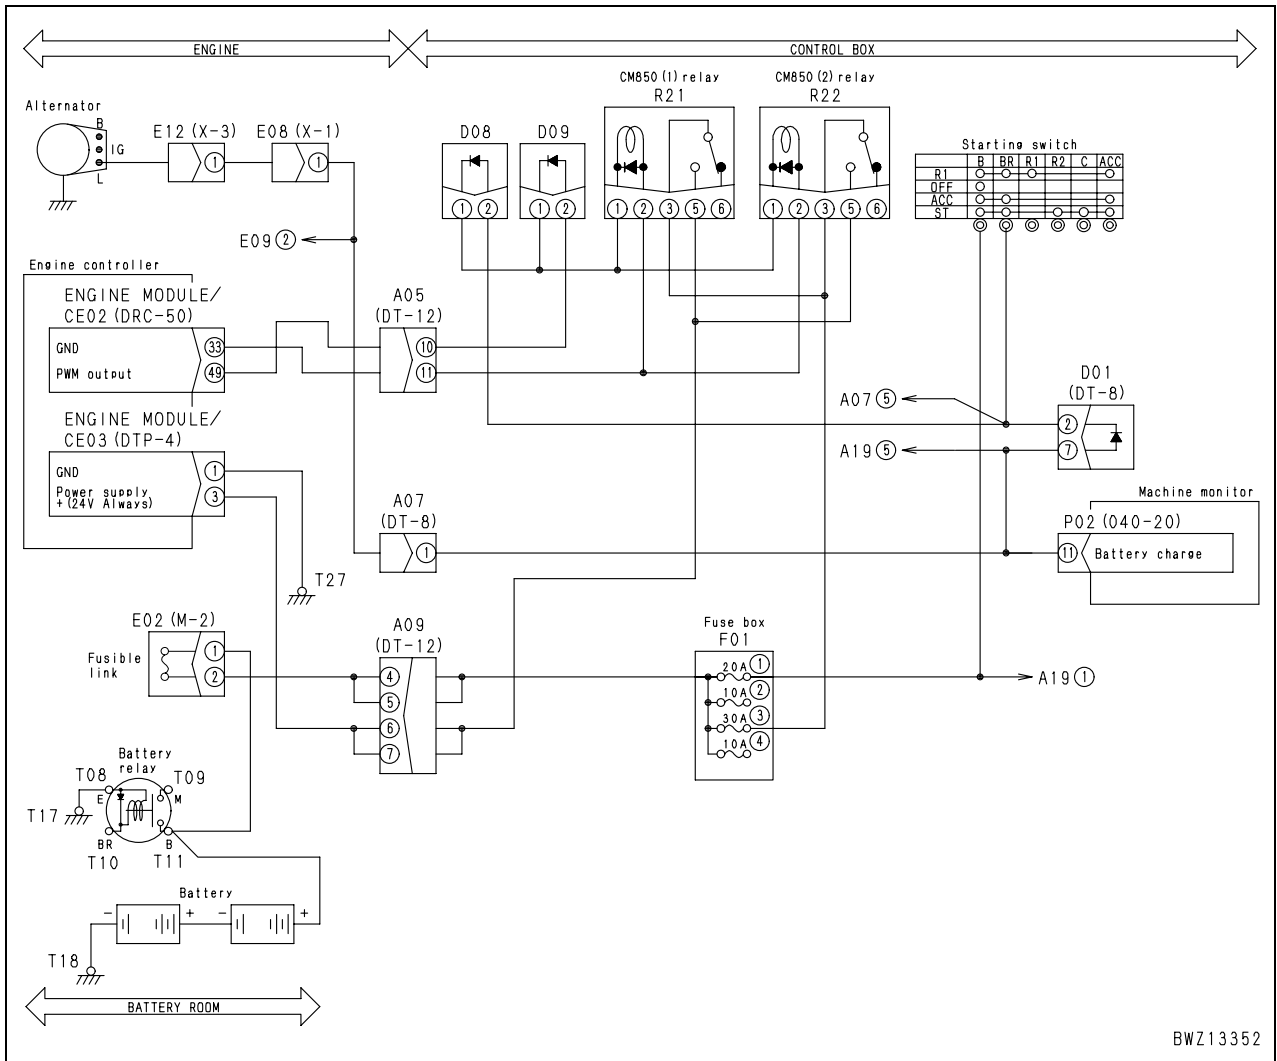 ENGINE
CONTROL BOX
CM850 (1) relay
R21
CM850 (2) relay
R22
Alternator
B
IG
L
E12 (X-3)
1
E08 (X-1)
1
D08
1 2
D09
1 2
1 2 3 5 6
1 2 3 5 6
Starting switch
B BR R1 R2 C ACC
R1
OFF
ACC
ST
E09 2
Engine controller
ENGINE MODULE/
CE02 (DRC-50)
GND 33
PWM output 49
A05
(DT-12)
10
11
ENGINE MODULE/
CE03 (DTP-4)
GND 1
Power supply 3
+ (24V Always)
T27
A07 5
A19 5
D01
(DT-8)
2
7
A07
(DT-8)
1
Machine monitor
P02 (040-20)
11 Battery charge
E02 (M-2)
Fusible
link
1
2
A09
(DT-12)
4
5
6
7
Fuse box
F01
20A 1
10A 2
30A 3
10A 4
A19 1
Battery
relay
T08 T09
E M
T17
BR B
T10 T11
Battery
- + - +
T18
BATTERY ROOM
BWZ13352